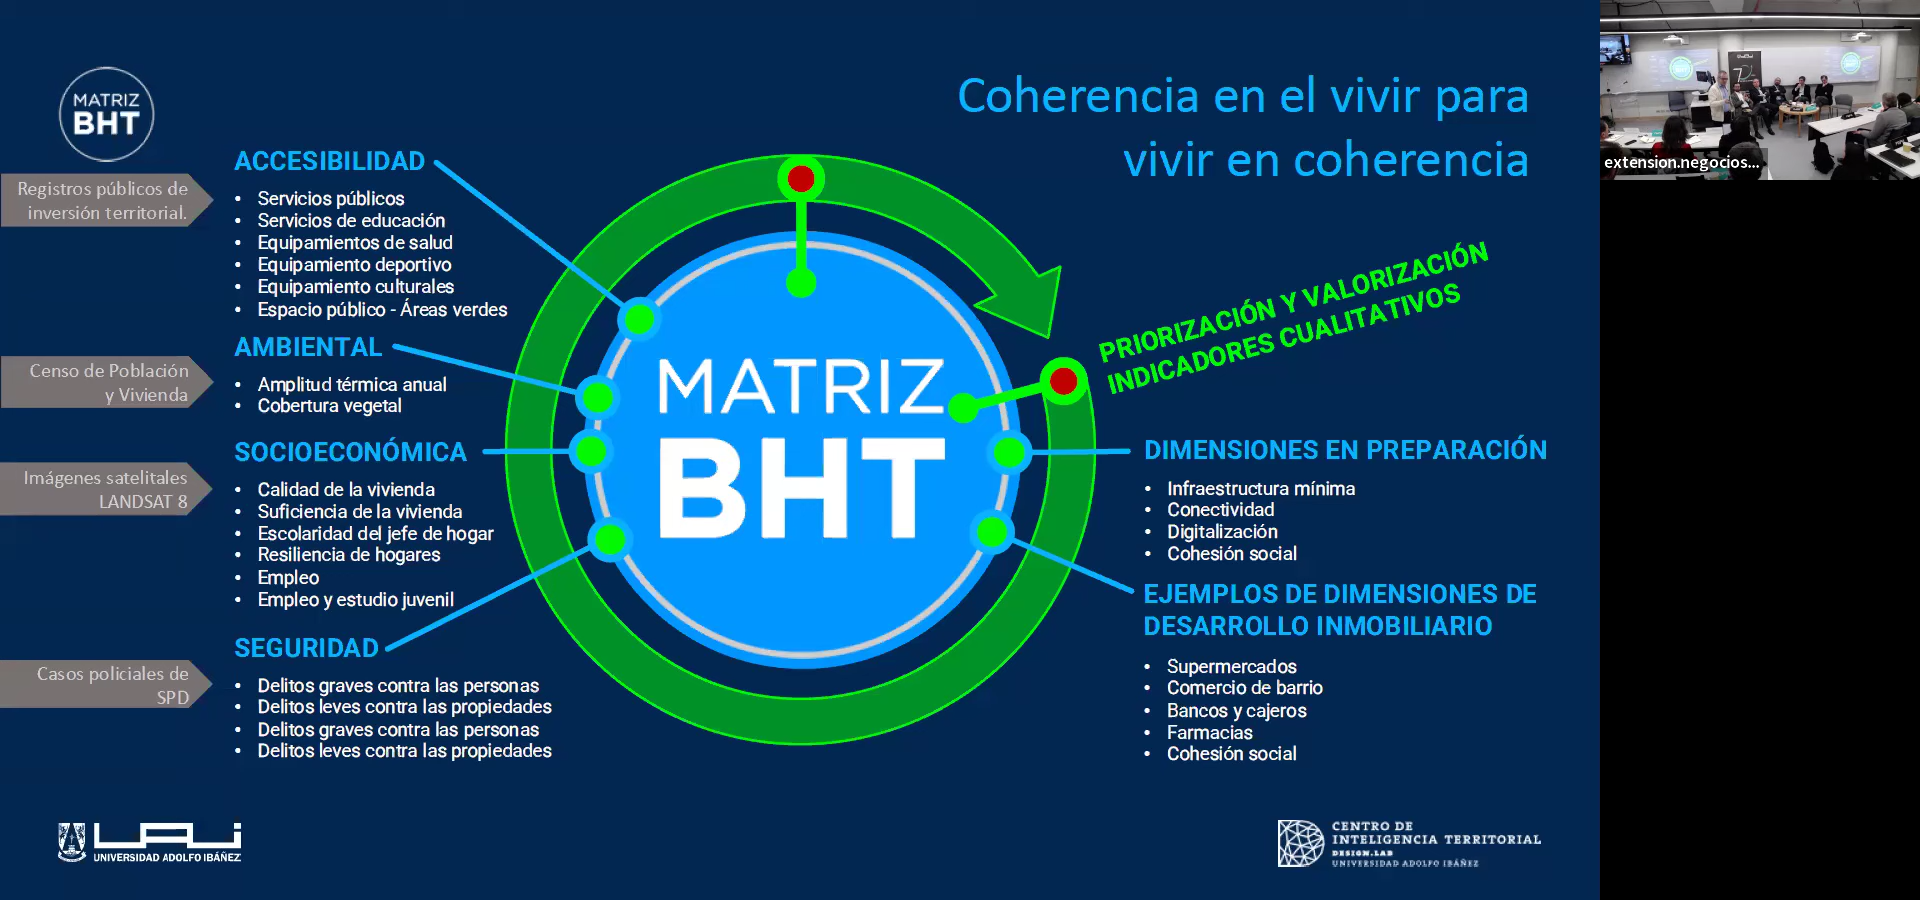 MATRIZ
BHT
Coherencia en el vivir para
vivir en coherencia
Registros públicos de
inversión territorial.
Censo de Población
y Vivienda
Imágenes satelitales
LANDSAT 8
Casos policiales de
SPD
ACCESIBILIDAD
• Servicios públicos
• Servicios de educación
• Equipamientos de salud
• Equipamiento deportivo
• Equipamiento culturales
• Espacio público - Áreas verdes
AMBIENTAL
• Amplitud térmica anual
• Cobertura vegetal
SOCIOECONÓMICA
• Calidad de la vivienda
• Suficiencia de la vivienda
• Escolaridad del jefe de hogar
• Resiliencia de hogares
• Empleo
• Empleo y estudio juvenil
SEGURIDAD
• Delitos graves contra las personas
• Delitos leves contra las propiedades
• Delitos graves contra las personas
• Delitos leves contra las propiedades
MATRIZ
BHT
PRIORIZACIÓN Y VALORIZACIÓN
INDICADORES CUALITATIVOS
DIMENSIONES EN PREPARACIÓN
• Infraestructura mínima
• Conectividad
• Digitalización
• Cohesión social
EJEMPLOS DE DIMENSIONES DE
DESARROLLO INMOBILIARIO
• Supermercados
• Comercio de barrio
• Bancos y cajeros
• Farmacias
• Cohesión social
UAI
UNIVERSIDAD ADOLFO IBÁÑEZ
CENTRO DE
INTELIGENCIA TERRITORIAL
DESIGN.LAB
UNIVERSIDAD ADOLFO IBÁÑEZ
extension.negocios...